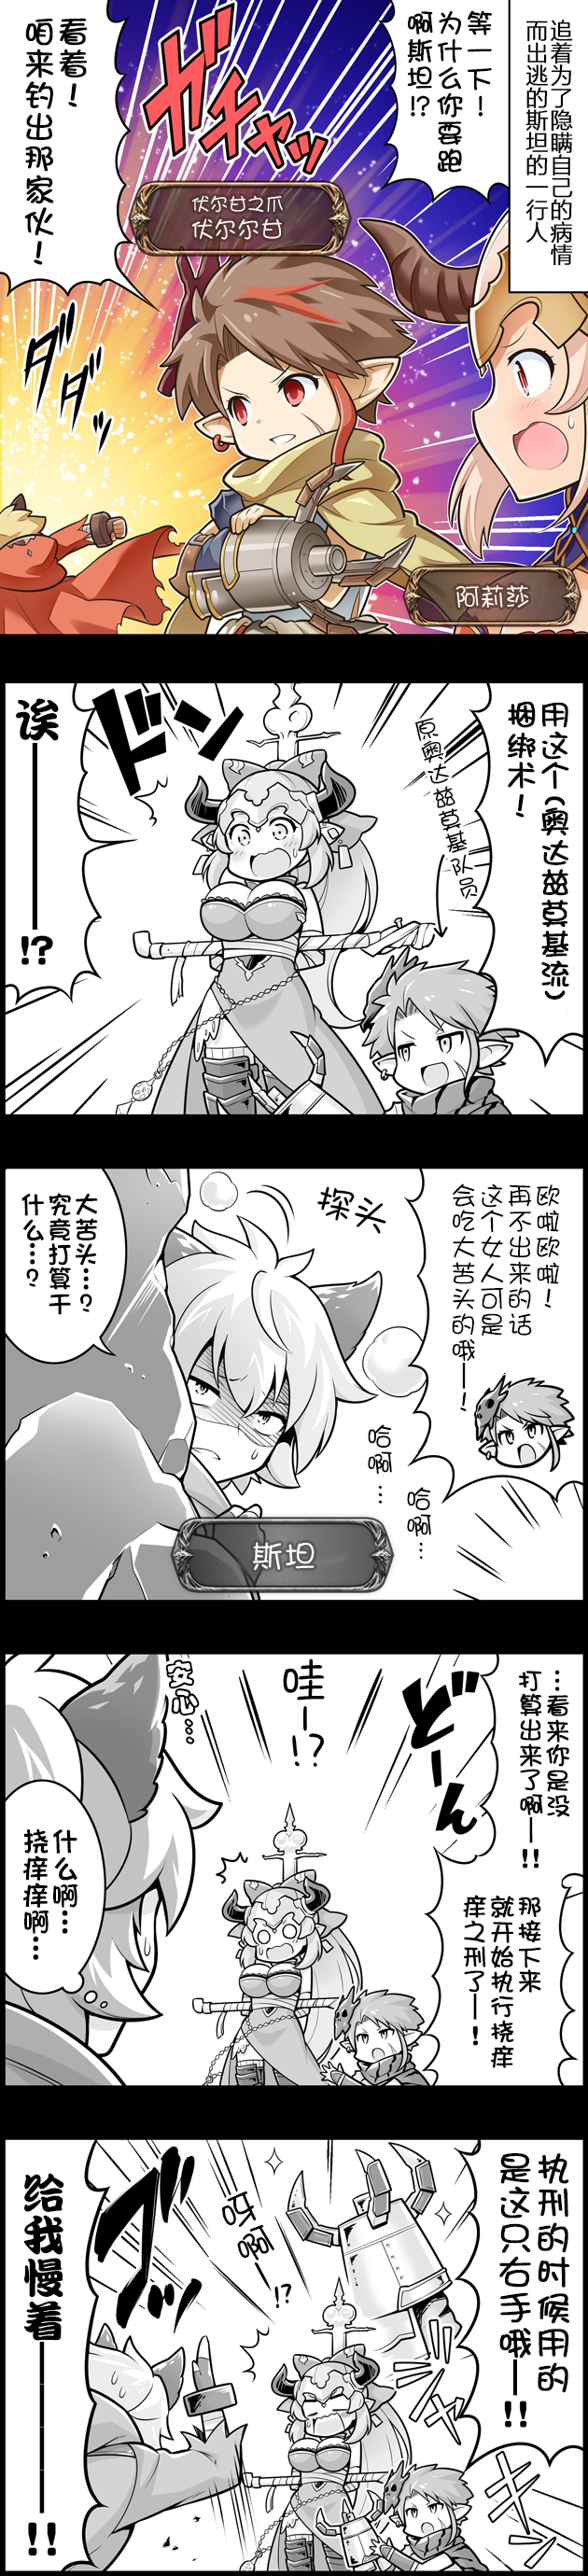 追着为了隐瞒自己的病情
而出逃的斯坦的一行人
等一下！
为什么你要跑
啊斯坦!?
ガチャッ
伏尔甘之爪
伏尔尔甘
看着！
咱来钓出那家伙！
ダダッ
阿莉莎
用这个(奥达兹莫基流)
捆绑术！
原奥达兹莫基队员
ドン
诶——!?
欧啦欧啦！
再不出来的话
这个女人可是
会吃大苦头的哦—！
探头
大苦头…?
究竟打算干
什么…?
哈啊…
哈啊…
斯坦
…看来你是没
打算出来了啊—!!
那接下来
就开始执行挠痒
痒之刑了—！
どーん
哇—!?
安心…
什么啊…
挠痒痒啊…
执刑的时候用的
是这只右手哦—!!
呀啊—!?
ブブッ
给我慢着——!!